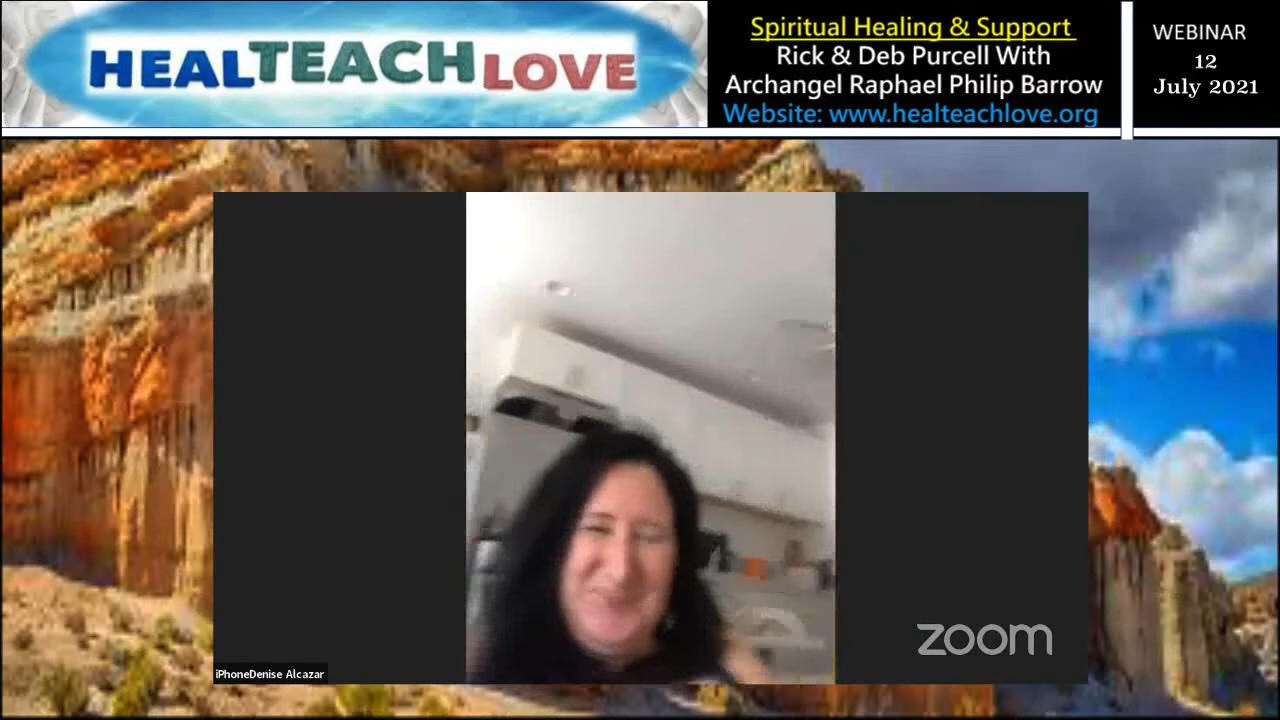 HEALTEACHLOVE
Spiritual Healing & Support
Rick & Deb Purcell With
Archangel Raphael Philip Barrow
Website: www.healteachlove.org
WEBINAR
12
July 2021
zoom
iPhoneDenise Alcazar